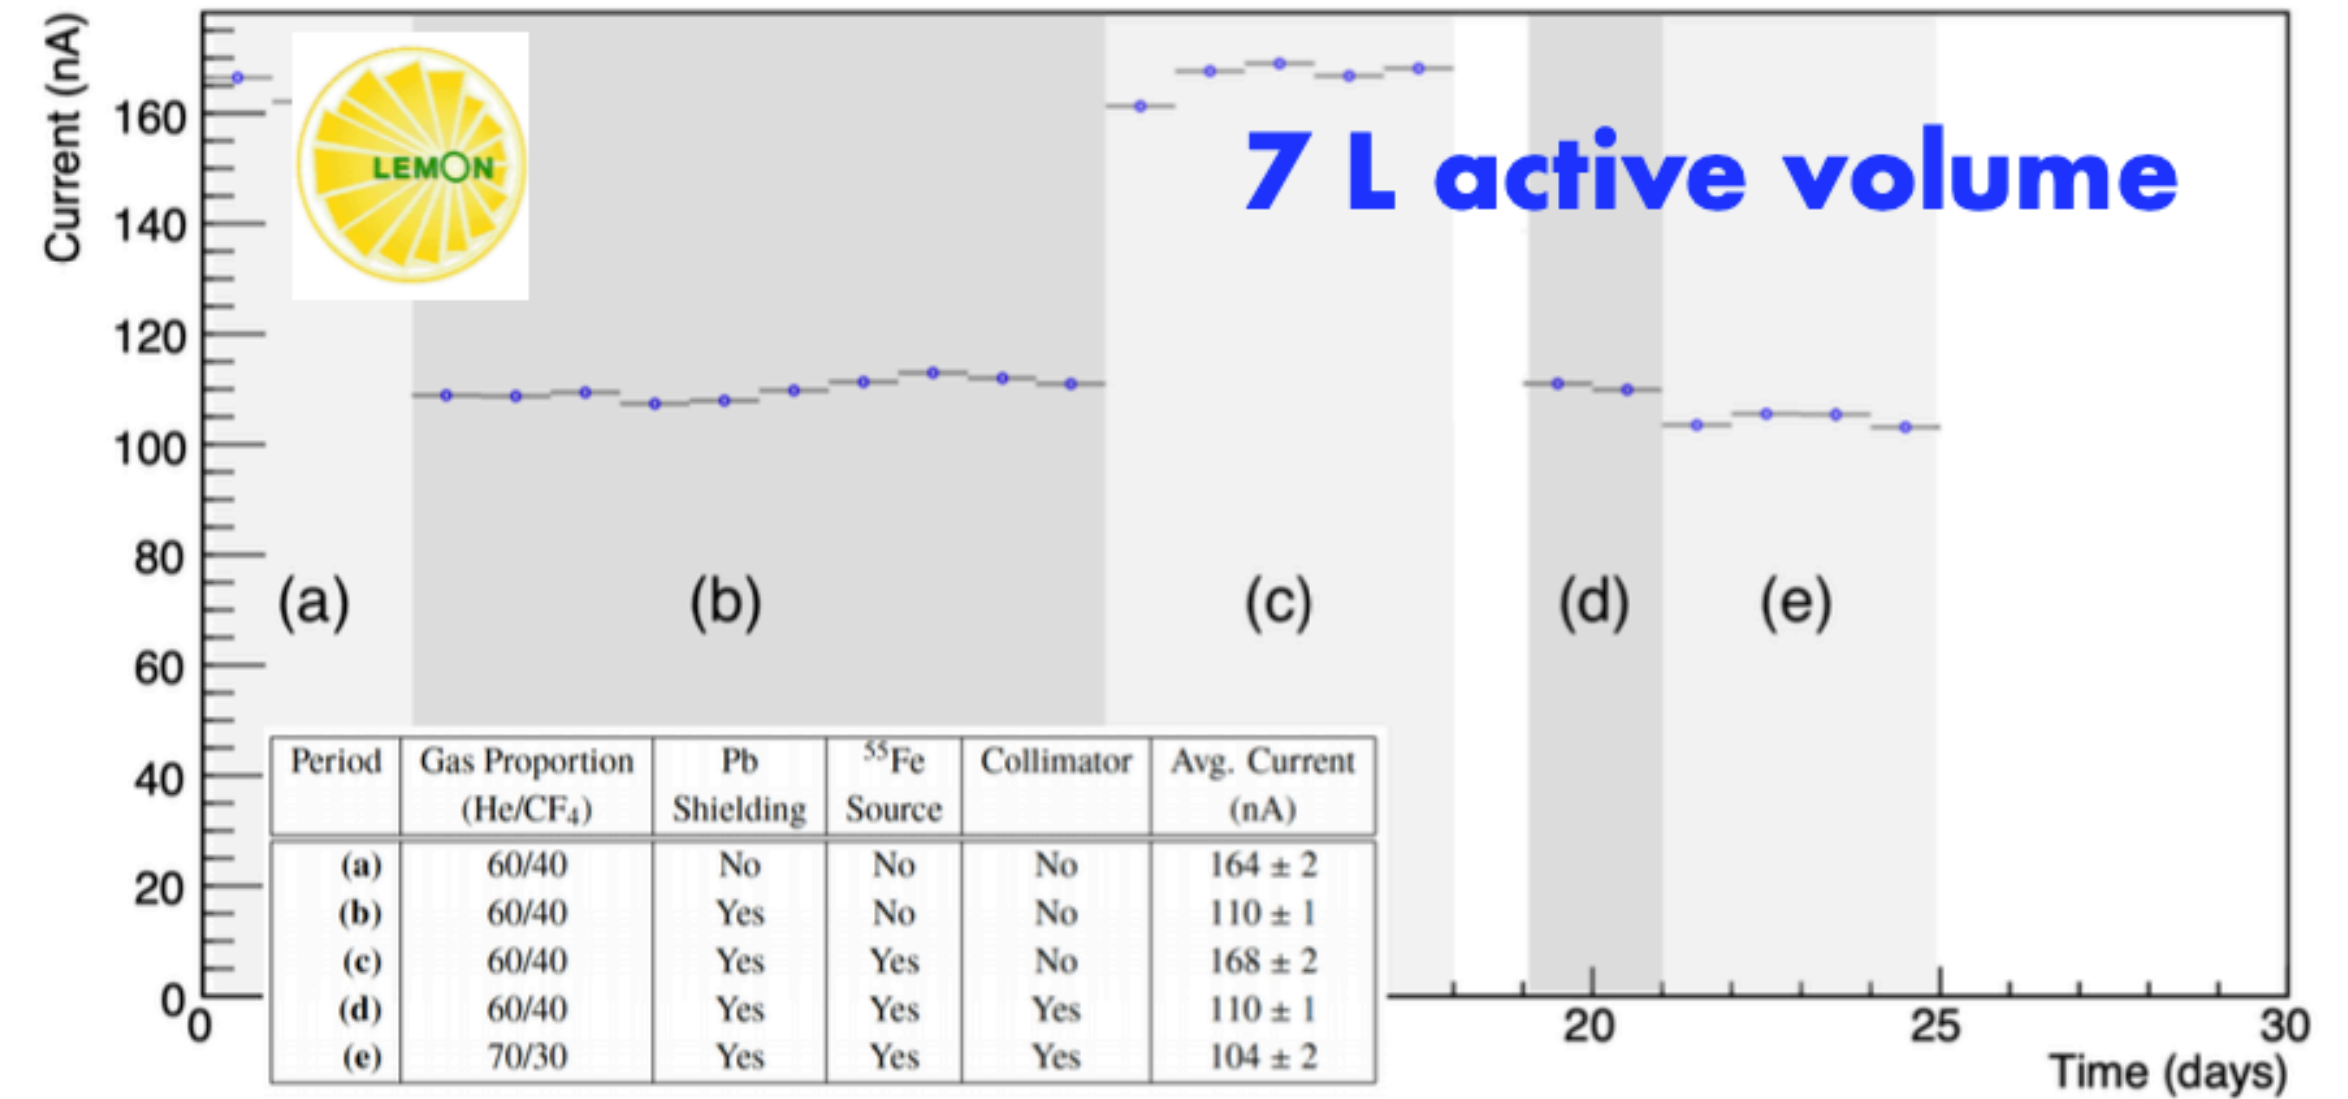 Current (nA)
160
140
120
100
80
60
40
20
0
LEMON
7 L active volume
(a)
(b)
(c)
(d)
(e)
Period Gas Proportion (He/CF₄) Pb Shielding ⁵⁵Fe Source Collimator Avg. Current (nA)
(a) 60/40 No No No 164 ± 2
(b) 60/40 Yes No No 110 ± 1
(c) 60/40 Yes Yes No 168 ± 2
(d) 60/40 Yes Yes Yes 110 ± 1
(e) 70/30 Yes Yes Yes 104 ± 2
0
20
25
30
Time (days)